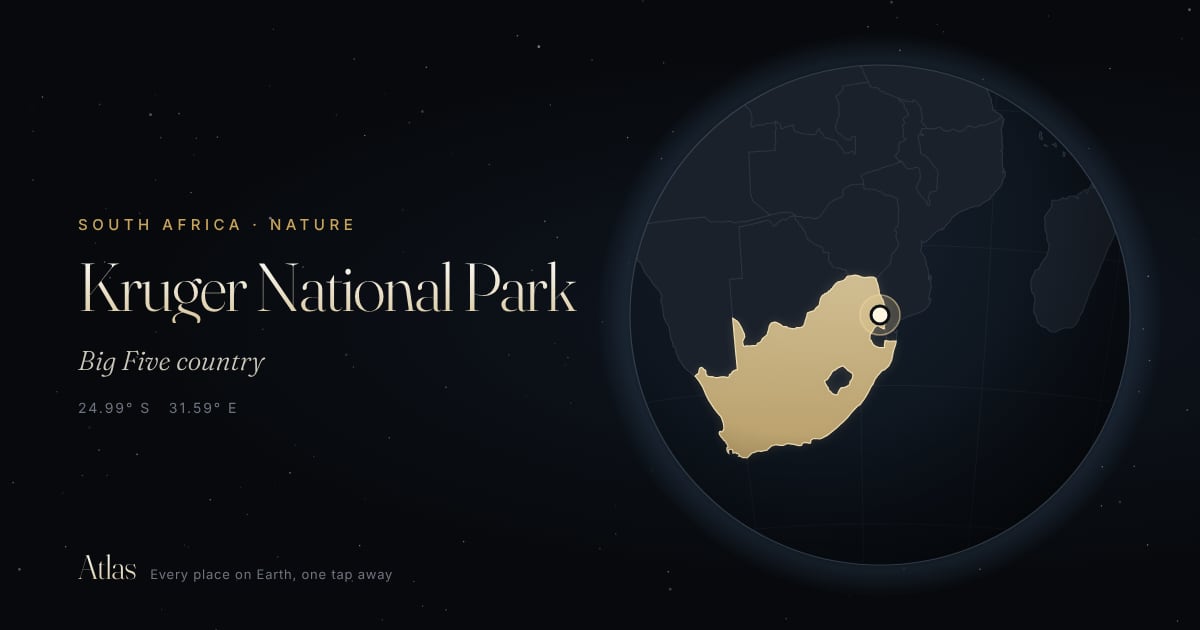 SOUTH AFRICA · NATURE
Kruger National Park
Big Five country
24.99° S 31.59° E
Atlas Every place on Earth, one tap away